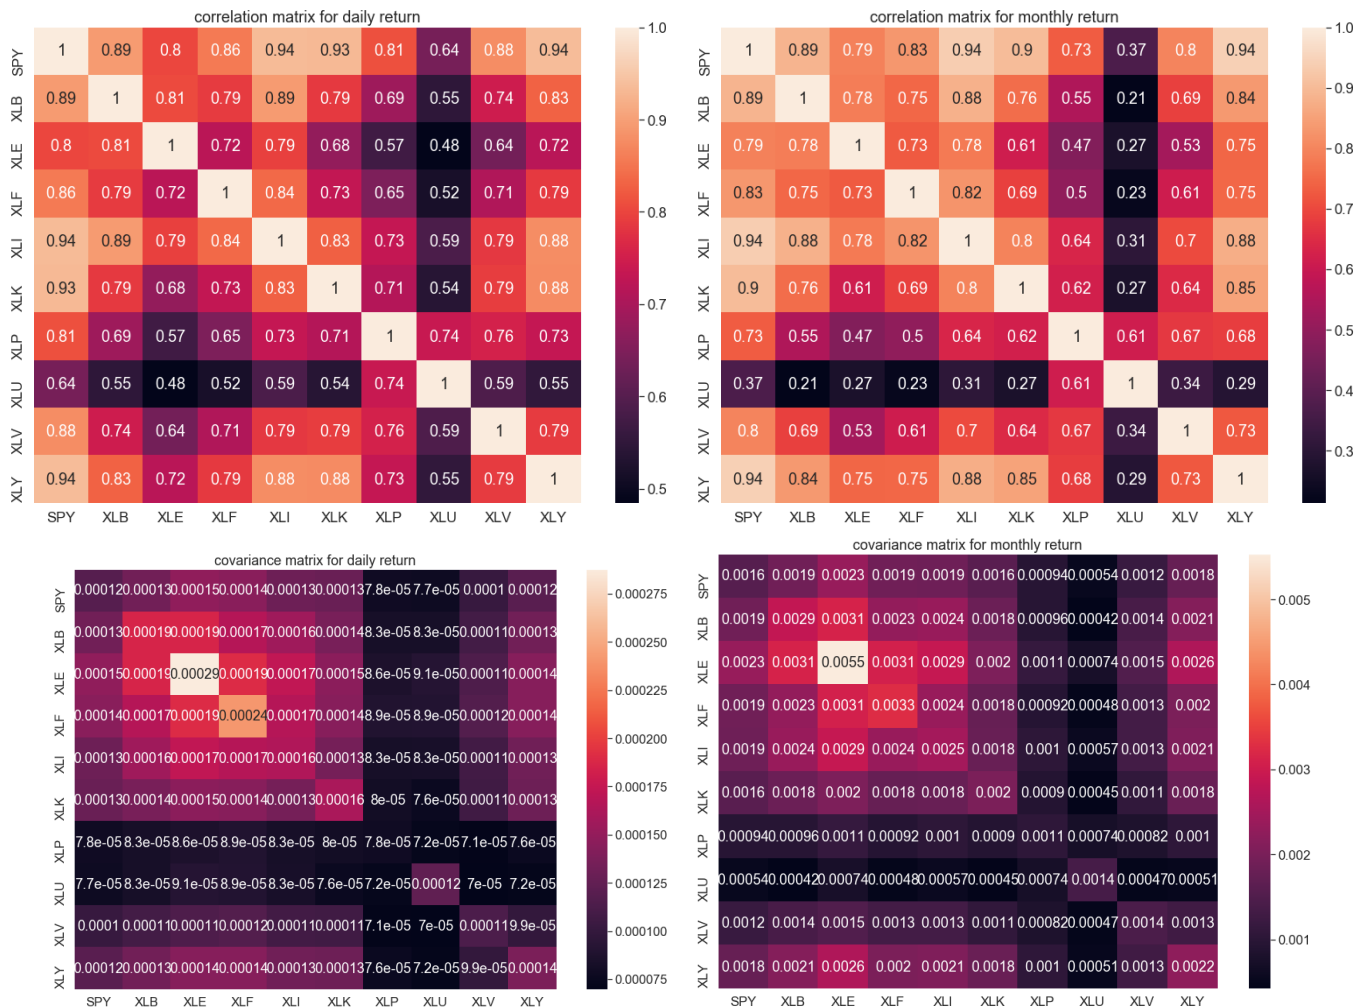 correlation matrix for daily return
SPY 1 0.89 0.8 0.86 0.94 0.93 0.81 0.64 0.88 0.94
XLB 0.89 1 0.81 0.79 0.89 0.79 0.69 0.55 0.74 0.83
XLE 0.8 0.81 1 0.72 0.79 0.68 0.57 0.48 0.64 0.72
XLF 0.86 0.79 0.72 1 0.84 0.73 0.65 0.52 0.71 0.79
XLI 0.94 0.89 0.79 0.84 1 0.83 0.73 0.59 0.79 0.88
XLK 0.93 0.79 0.68 0.73 0.83 1 0.71 0.54 0.79 0.88
XLP 0.81 0.69 0.57 0.65 0.73 0.71 1 0.74 0.76 0.73
XLU 0.64 0.55 0.48 0.52 0.59 0.54 0.74 1 0.59 0.55
XLV 0.88 0.74 0.64 0.71 0.79 0.79 0.76 0.59 1 0.79
XLY 0.94 0.83 0.72 0.79 0.88 0.88 0.73 0.55 0.79 1
SPY XLB XLE XLF XLI XLK XLP XLU XLV XLY
1.0
0.9
0.8
0.7
0.6
0.5
correlation matrix for monthly return
SPY 1 0.89 0.79 0.83 0.94 0.9 0.73 0.37 0.8 0.94
XLB 0.89 1 0.78 0.75 0.88 0.76 0.55 0.21 0.69 0.84
XLE 0.79 0.78 1 0.73 0.78 0.61 0.47 0.27 0.53 0.75
XLF 0.83 0.75 0.73 1 0.82 0.69 0.5 0.23 0.61 0.75
XLI 0.94 0.88 0.78 0.82 1 0.8 0.64 0.31 0.7 0.88
XLK 0.9 0.76 0.61 0.69 0.8 1 0.62 0.27 0.64 0.85
XLP 0.73 0.55 0.47 0.5 0.64 0.62 1 0.61 0.67 0.68
XLU 0.37 0.21 0.27 0.23 0.31 0.27 0.61 1 0.34 0.29
XLV 0.8 0.69 0.53 0.61 0.7 0.64 0.67 0.34 1 0.73
XLY 0.94 0.84 0.75 0.75 0.88 0.85 0.68 0.29 0.73 1
SPY XLB XLE XLF XLI XLK XLP XLU XLV XLY
1.0
0.9
0.8
0.7
0.6
0.5
0.4
0.3
covariance matrix for daily return
SPY 0.00012 0.00013 0.00015 0.00014 0.00013 0.00013 7.8e-05 7.7e-05 0.0001 0.00012
XLB 0.00013 0.00019 0.00019 0.00017 0.00016 0.00014 8.3e-05 8.3e-05 0.00011 0.00013
XLE 0.00015 0.00019 0.00029 0.00019 0.00017 0.00015 8.6e-05 9.1e-05 0.00011 0.00014
XLF 0.00014 0.00017 0.00019 0.00024 0.00017 0.00014 8.9e-05 8.9e-05 0.00012 0.00014
XLI 0.00013 0.00016 0.00017 0.00017 0.00016 0.00013 8.3e-05 8.3e-05 0.00011 0.00013
XLK 0.00013 0.00014 0.00015 0.00014 0.00013 0.00016 8e-05 7.6e-05 0.00011 0.00013
XLP 7.8e-05 8.3e-05 8.6e-05 8.9e-05 8.3e-05 8e-05 7.8e-05 7.2e-05 7.1e-05 7.6e-05
XLU 7.7e-05 8.3e-05 9.1e-05 8.9e-05 8.3e-05 7.6e-05 7.2e-05 0.00012 7e-05 7.2e-05
XLV 0.0001 0.00011 0.00011 0.00012 0.00011 0.00011 7.1e-05 7e-05 0.00011 9.9e-05
XLY 0.00012 0.00013 0.00014 0.00014 0.00013 0.00013 7.6e-05 7.2e-05 9.9e-05 0.00014
SPY XLB XLE XLF XLI XLK XLP XLU XLV XLY
0.000275
0.000250
0.000225
0.000200
0.000175
0.000150
0.000125
0.000100
0.000075
covariance matrix for monthly return
SPY 0.0016 0.0019 0.0023 0.0019 0.0019 0.0016 0.00094 0.00054 0.0012 0.0018
XLB 0.0019 0.0029 0.0031 0.0023 0.0024 0.0018 0.00096 0.00042 0.0014 0.0021
XLE 0.0023 0.0031 0.0055 0.0031 0.0029 0.002 0.0011 0.00074 0.0015 0.0026
XLF 0.0019 0.0023 0.0031 0.0033 0.0024 0.0018 0.00092 0.00048 0.0013 0.002
XLI 0.0019 0.0024 0.0029 0.0024 0.0025 0.0018 0.001 0.00057 0.0013 0.0021
XLK 0.0016 0.0018 0.002 0.0018 0.0018 0.002 0.0009 0.00045 0.0011 0.0018
XLP 0.00094 0.00096 0.0011 0.00092 0.001 0.0009 0.0011 0.00074 0.00082 0.001
XLU 0.00054 0.00042 0.00074 0.00048 0.00057 0.00045 0.00074 0.0014 0.00047 0.00051
XLV 0.0012 0.0014 0.0015 0.0013 0.0013 0.0011 0.00082 0.00047 0.0014 0.0013
XLY 0.0018 0.0021 0.0026 0.002 0.0021 0.0018 0.001 0.00051 0.0013 0.0022
SPY XLB XLE XLF XLI XLK XLP XLU XLV XLY
0.005
0.004
0.003
0.002
0.001